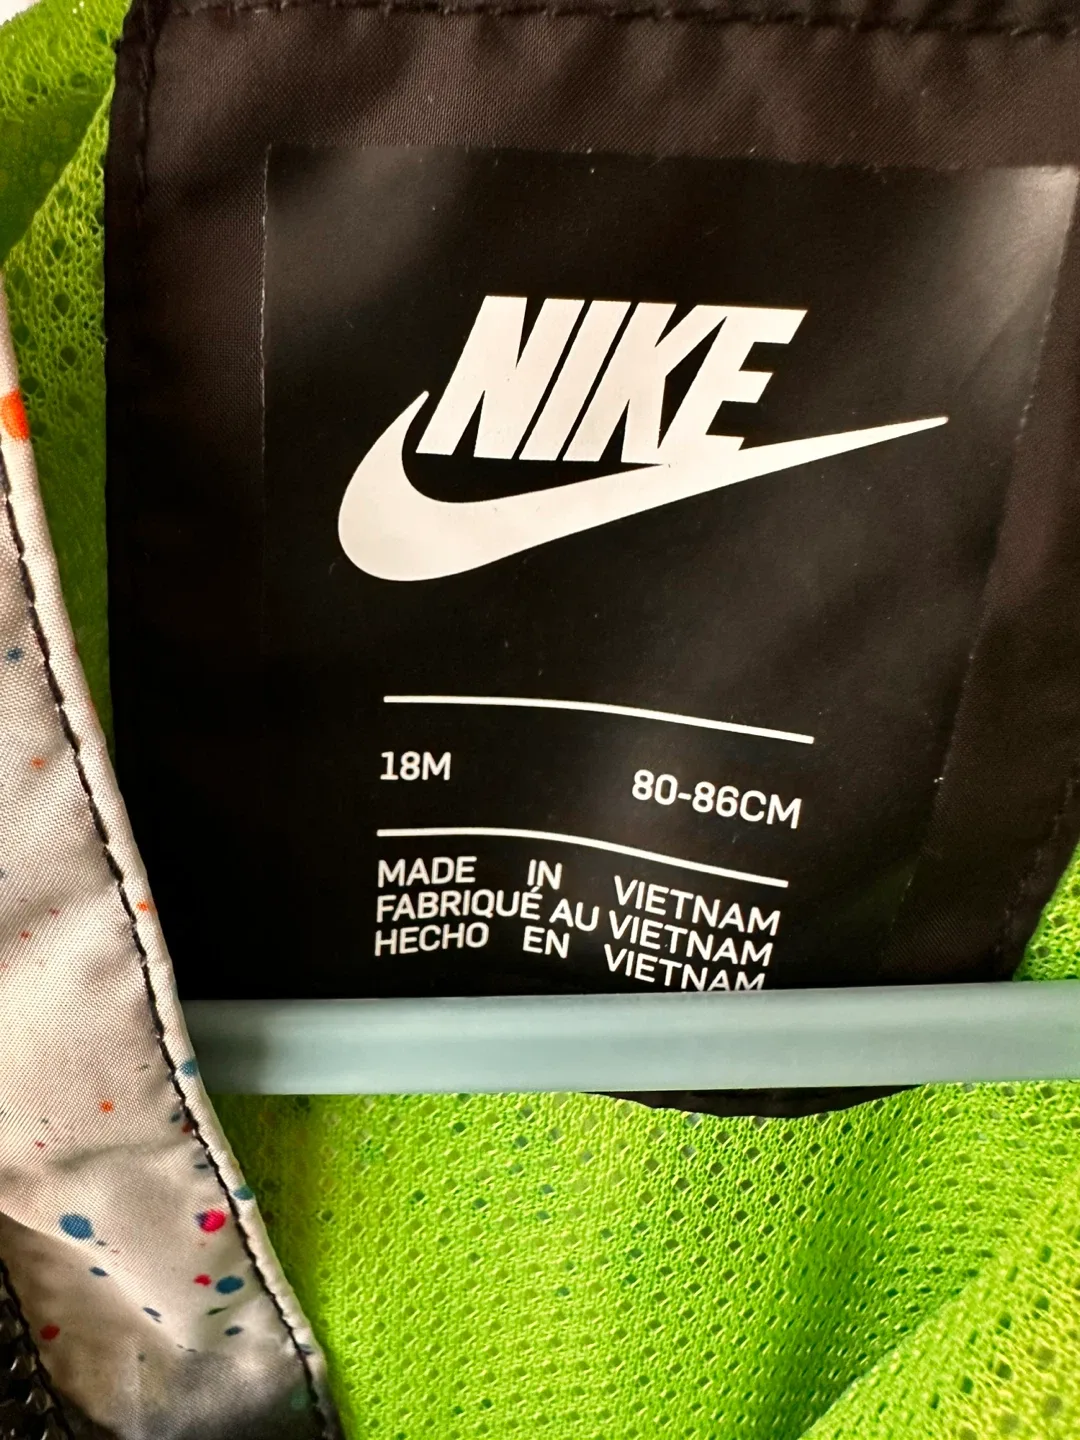 NIKE
18M 80-86CM
MADE IN VIETNAM
FABRIQUÉ AU VIETNAM
HECHO EN VIETNAM